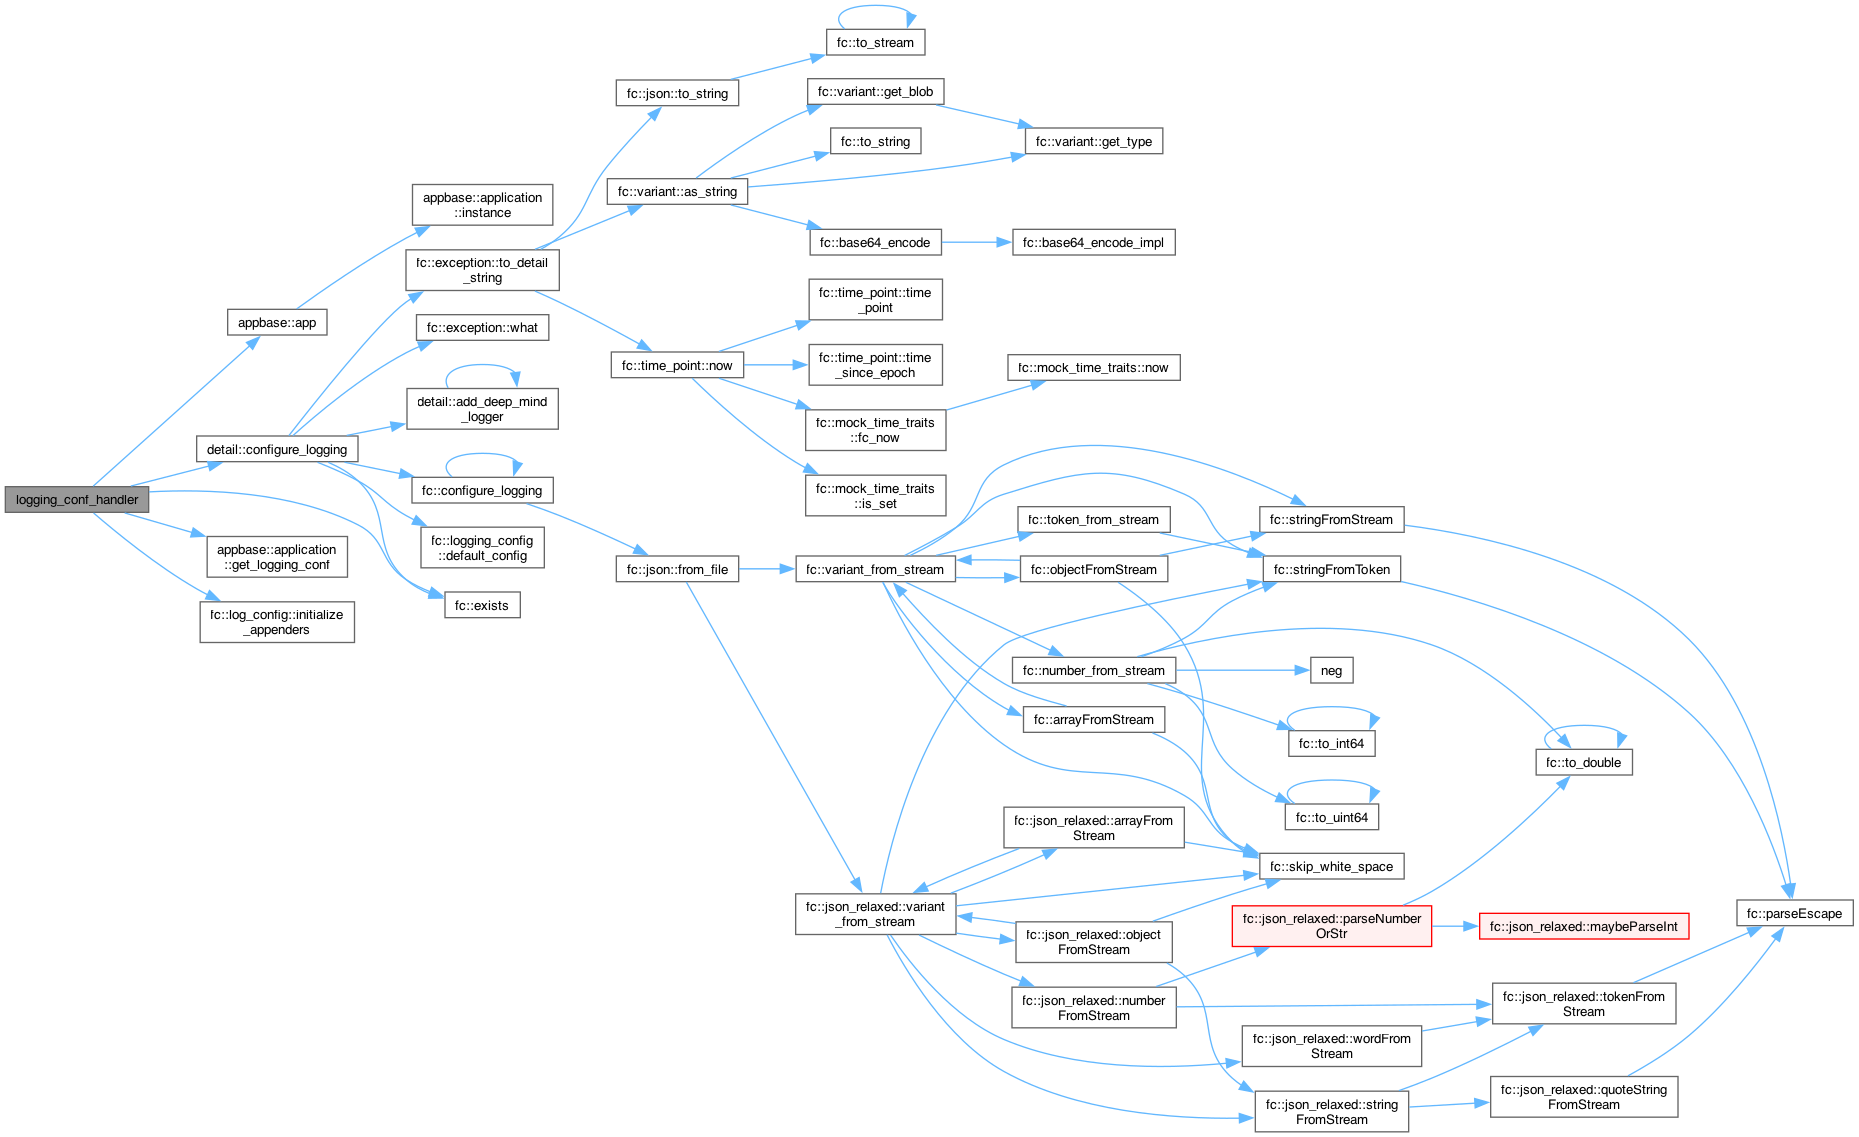 fc::to_stream
fc::json::to_string
fc::variant::get_blob
fc::to_string
fc::variant::get_type
fc::variant::as_string
appbase::application
::instance
fc::base64_encode
fc::base64_encode_impl
fc::exception::to_detail
_string
fc::time_point::time
_point
appbase::app
fc::exception::what
fc::time_point::now
fc::time_point::time
_since_epoch
fc::mock_time_traits::now
detail::add_deep_mind
_logger
fc::mock_time_traits
::fc_now
detail::configure_logging
fc::configure_logging
fc::mock_time_traits
::is_set
logging_conf_handler
fc::token_from_stream
fc::stringFromStream
appbase::application
::get_logging_conf
fc::logging_config
::default_config
fc::json::from_file
fc::variant_from_stream
fc::objectFromStream
fc::stringFromToken
fc::log_config::initialize
_appenders
fc::exists
fc::number_from_stream
neg
fc::arrayFromStream
fc::to_int64
fc::to_double
fc::to_uint64
fc::json_relaxed::arrayFrom
Stream
fc::skip_white_space
fc::json_relaxed::variant
_from_stream
fc::json_relaxed::object
FromStream
fc::json_relaxed::parseNumber
OrStr
fc::json_relaxed::maybeParseInt
fc::parseEscape
fc::json_relaxed::number
FromStream
fc::json_relaxed::tokenFrom
Stream
fc::json_relaxed::wordFrom
Stream
fc::json_relaxed::string
FromStream
fc::json_relaxed::quoteString
FromStream